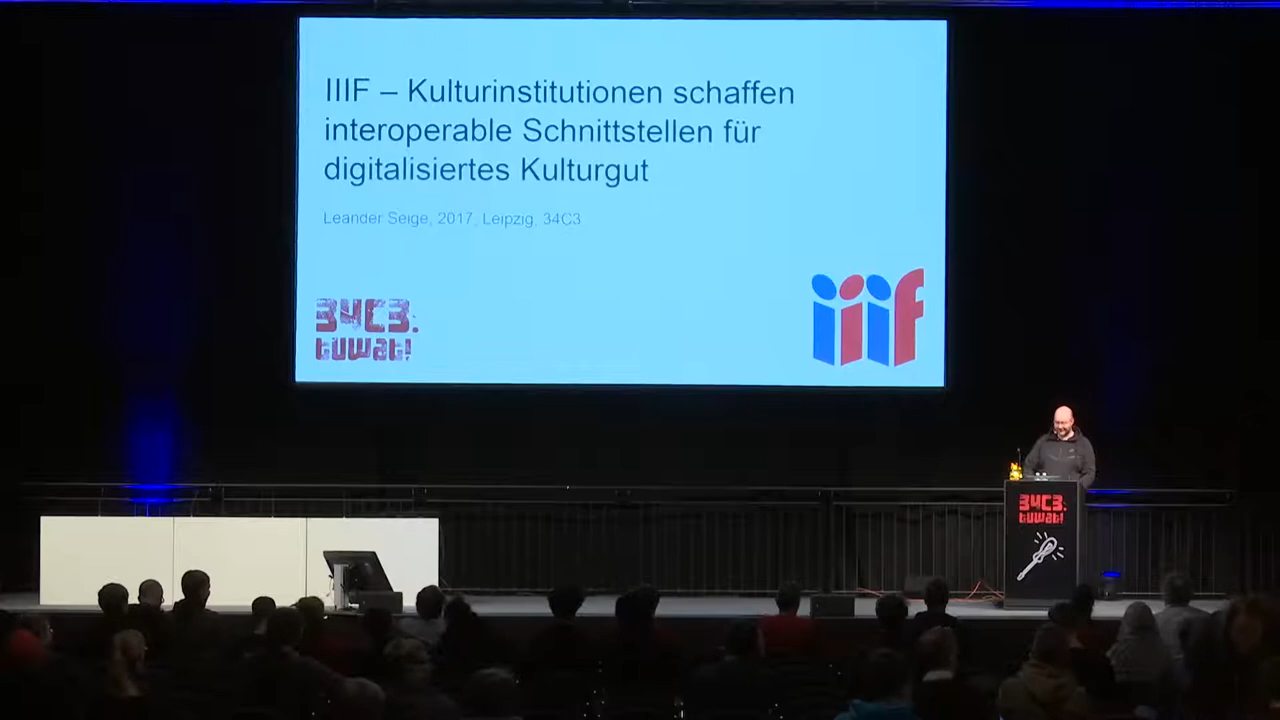 IIIF – Kulturinstitutionen schaffen
interoperable Schnittstellen für
digitalisiertes Kulturgut
Leander Seige, 2017, Leipzig, 34C3
34C3.
tuwat!
iiif
34C3.
tuwat!